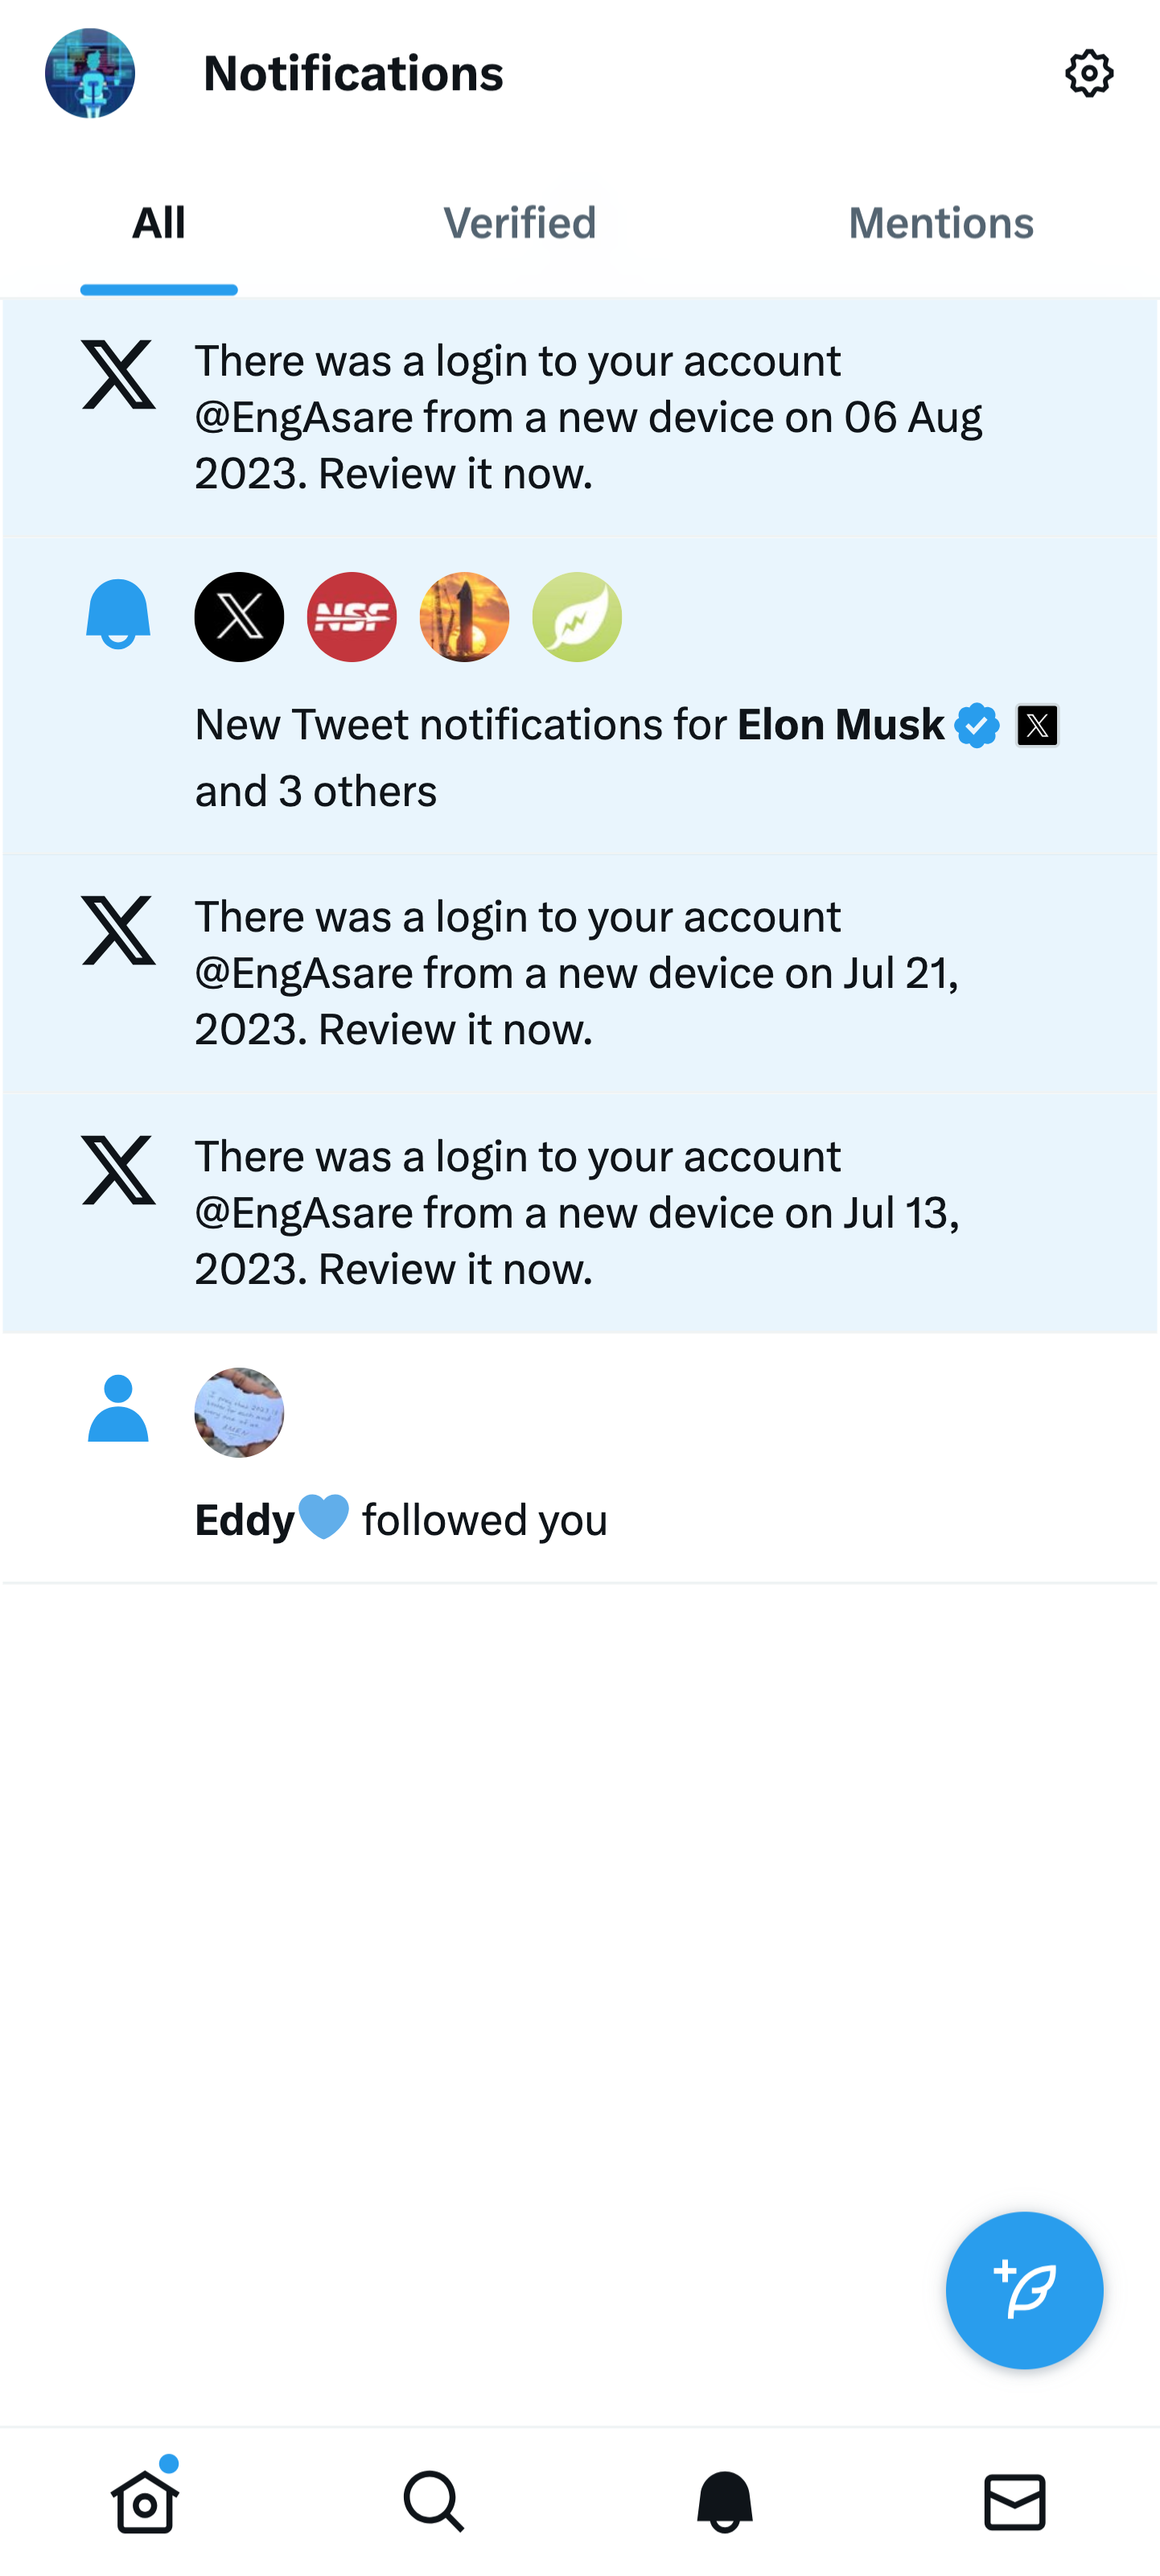 Notifications
All
Verified
Mentions
There was a login to your account
@EngAsare from a new device on 06 Aug
2023. Review it now.
NSF
New Tweet notifications for Elon Musk
and 3 others
There was a login to your account
@EngAsare from a new device on Jul 21,
2023. Review it now.
There was a login to your account
@EngAsare from a new device on Jul 13,
2023. Review it now.
Eddy💙 followed you